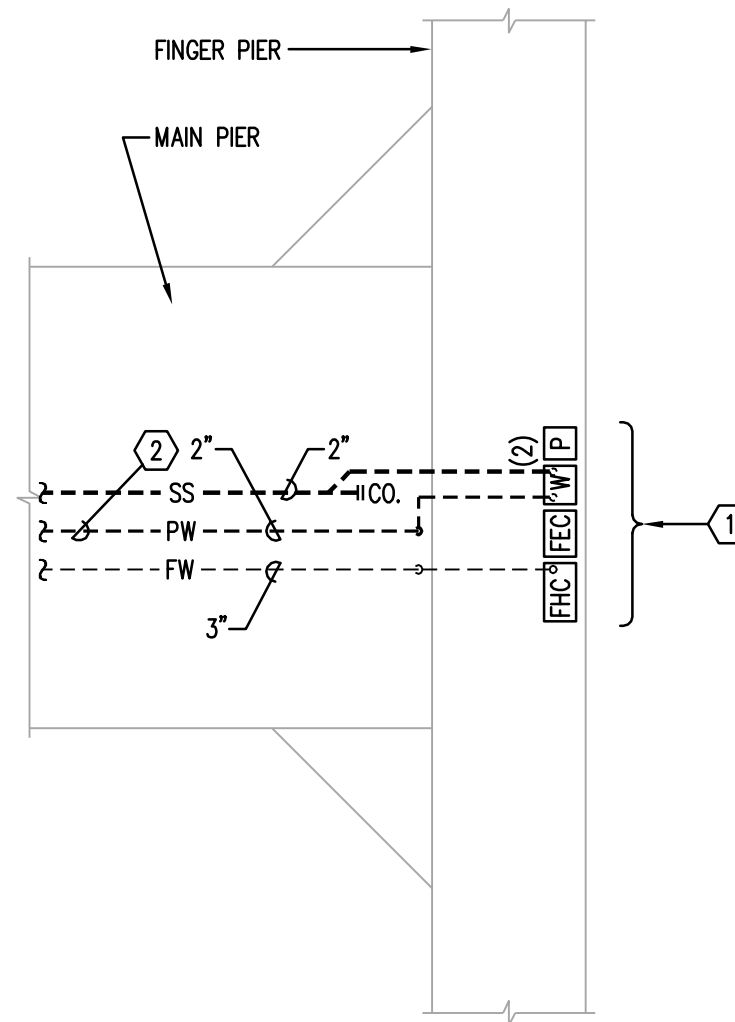 FINGER PIER
MAIN PIER
2
2"
2"
(2)
P
SS
CO.
W
PW
FEC
1
FW
FHC
3"